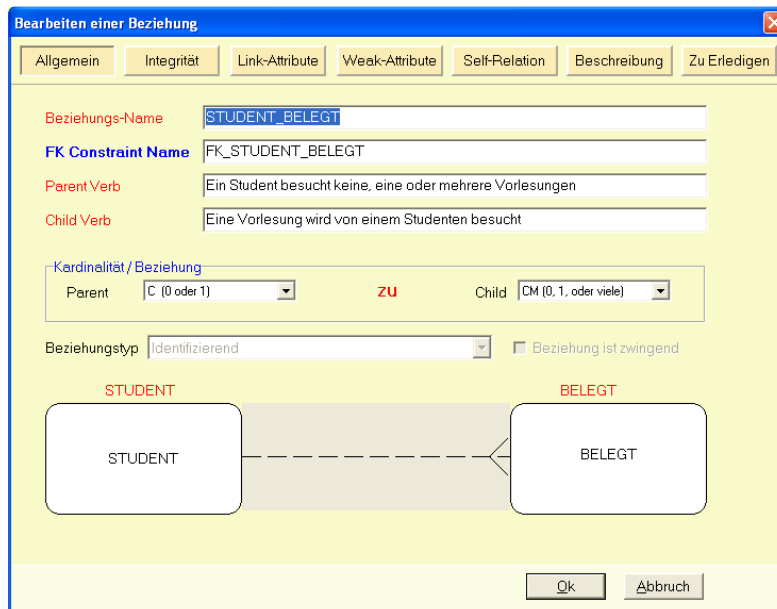 Bearbeiten einer Beziehung
Allgemein Integrität Link-Attribute Weak-Attribute Self-Relation Beschreibung Zu Erledigen
Beziehungs-Name STUDENT_BELEGT
FK Constraint Name FK_STUDENT_BELEGT
Parent Verb Ein Student besucht keine, eine oder mehrere Vorlesungen
Child Verb Eine Vorlesung wird von einem Studenten besucht
Kardinalität / Beziehung
Parent C (0 oder 1) zu Child CM (0, 1, oder viele)
Beziehungstyp Identifizierend Beziehung ist zwingend
STUDENT BELEGT
STUDENT BELEGT
Ok Abbruch